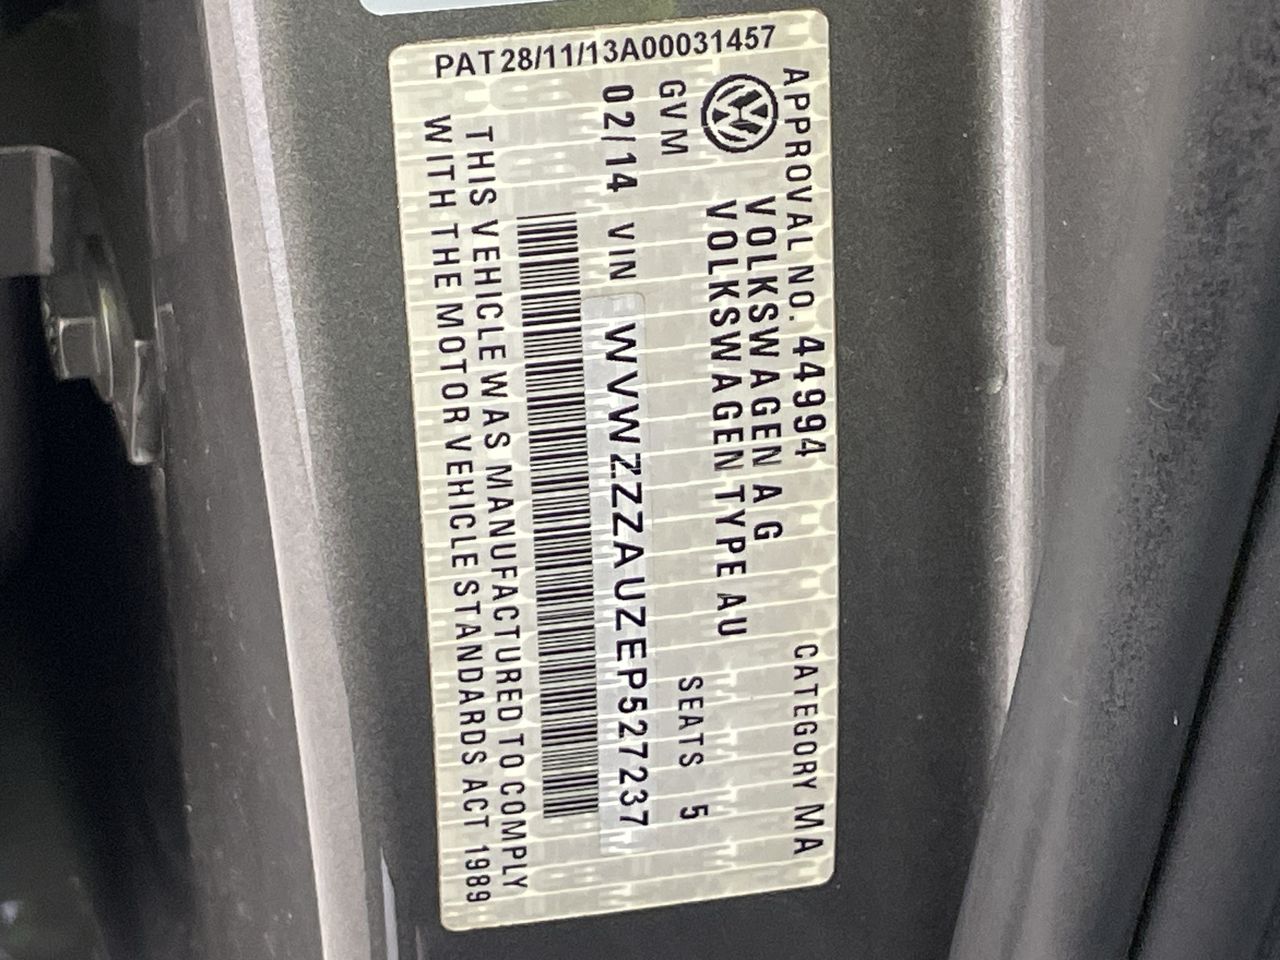 PAT28/11/13A00031457
APPROVAL NO. 44994 CATEGORY MA
VOLKSWAGEN AG
VOLKSWAGEN TYPE AU
GVM SEATS 5
02/14 VIN WVWZZZAUZEP527237
THIS VEHICLE WAS MANUFACTURED TO COMPLY
WITH THE MOTOR VEHICLE STANDARDS ACT 1989